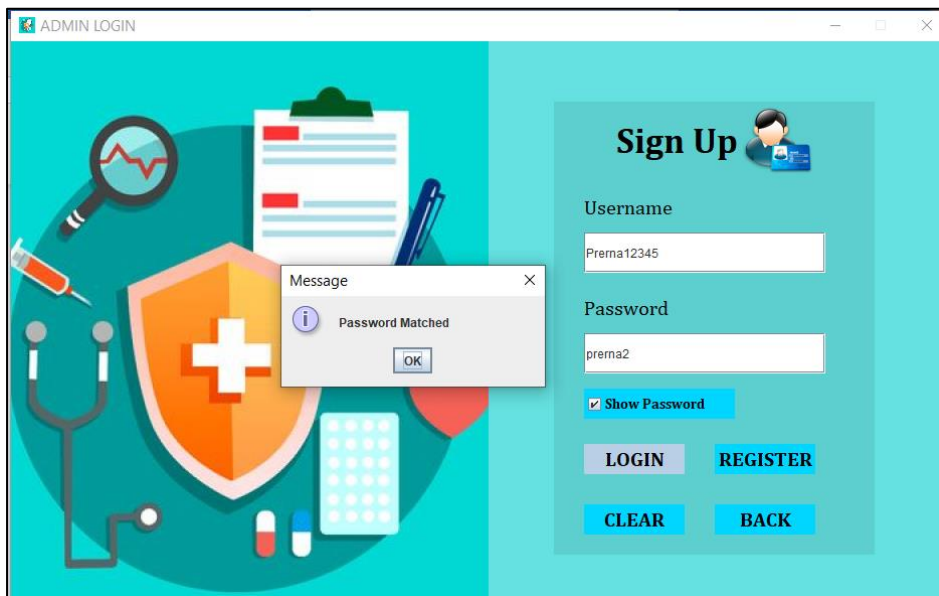 ADMIN LOGIN
Sign Up
Username
Prerna12345
Password
prerna2
Show Password
LOGIN REGISTER
CLEAR BACK
Message
i
Password Matched
OK